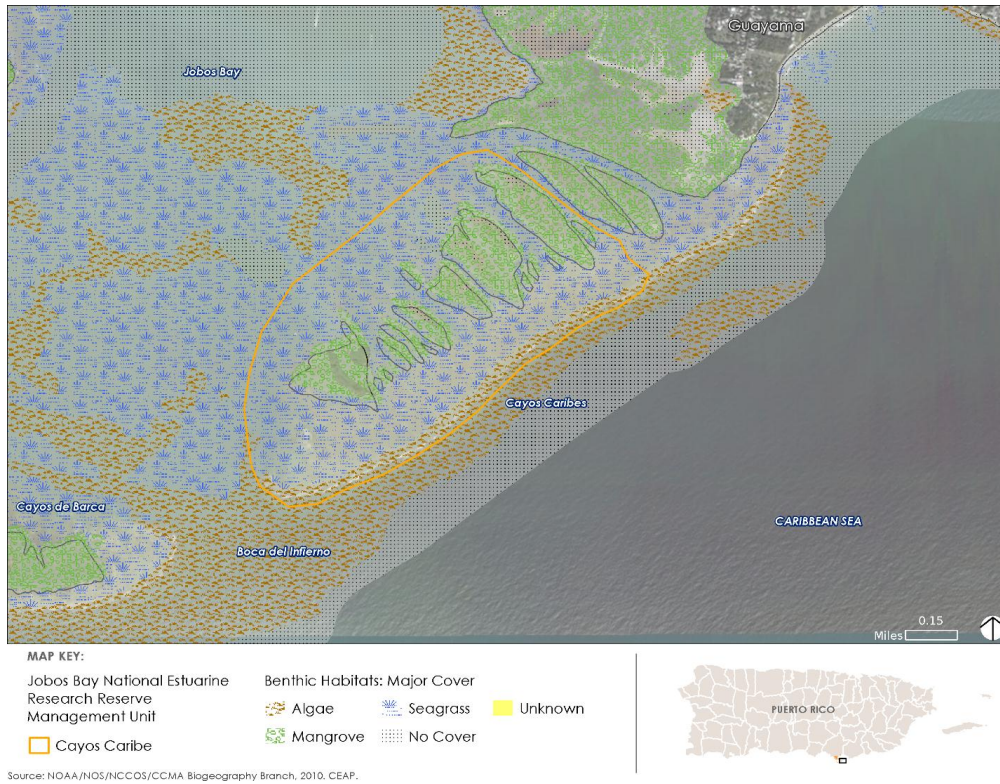 Guayama
Jobos Bay
Cayos Caribes
Cayos de Barca
CARIBBEAN SEA
Boca del Infierno
0.15
Miles
MAP KEY:
Jobos Bay National Estuarine
Research Reserve
Management Unit
Cayos Caribe
Benthic Habitats: Major Cover
Algae
Seagrass
Unknown
Mangrove
No Cover
PUERTO RICO
Source: NOAA/NOS/NCCOS/CCMA Biogeography Branch, 2010. CEAP.